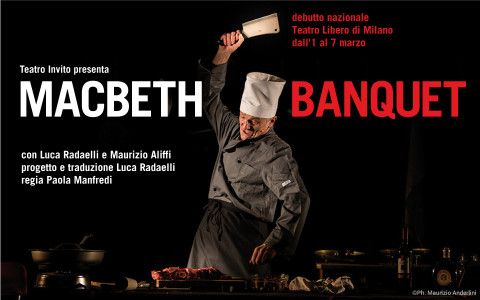 debutto nazionale
Teatro Libero di Milano
dall'1 al 7 marzo
Teatro Invito presenta
MACBETH BANQUET
con Luca Radaelli e Maurizio Aliffi
progetto e traduzione Luca Radaelli
regia Paola Manfredi
©Ph. Maurizio Anderlini